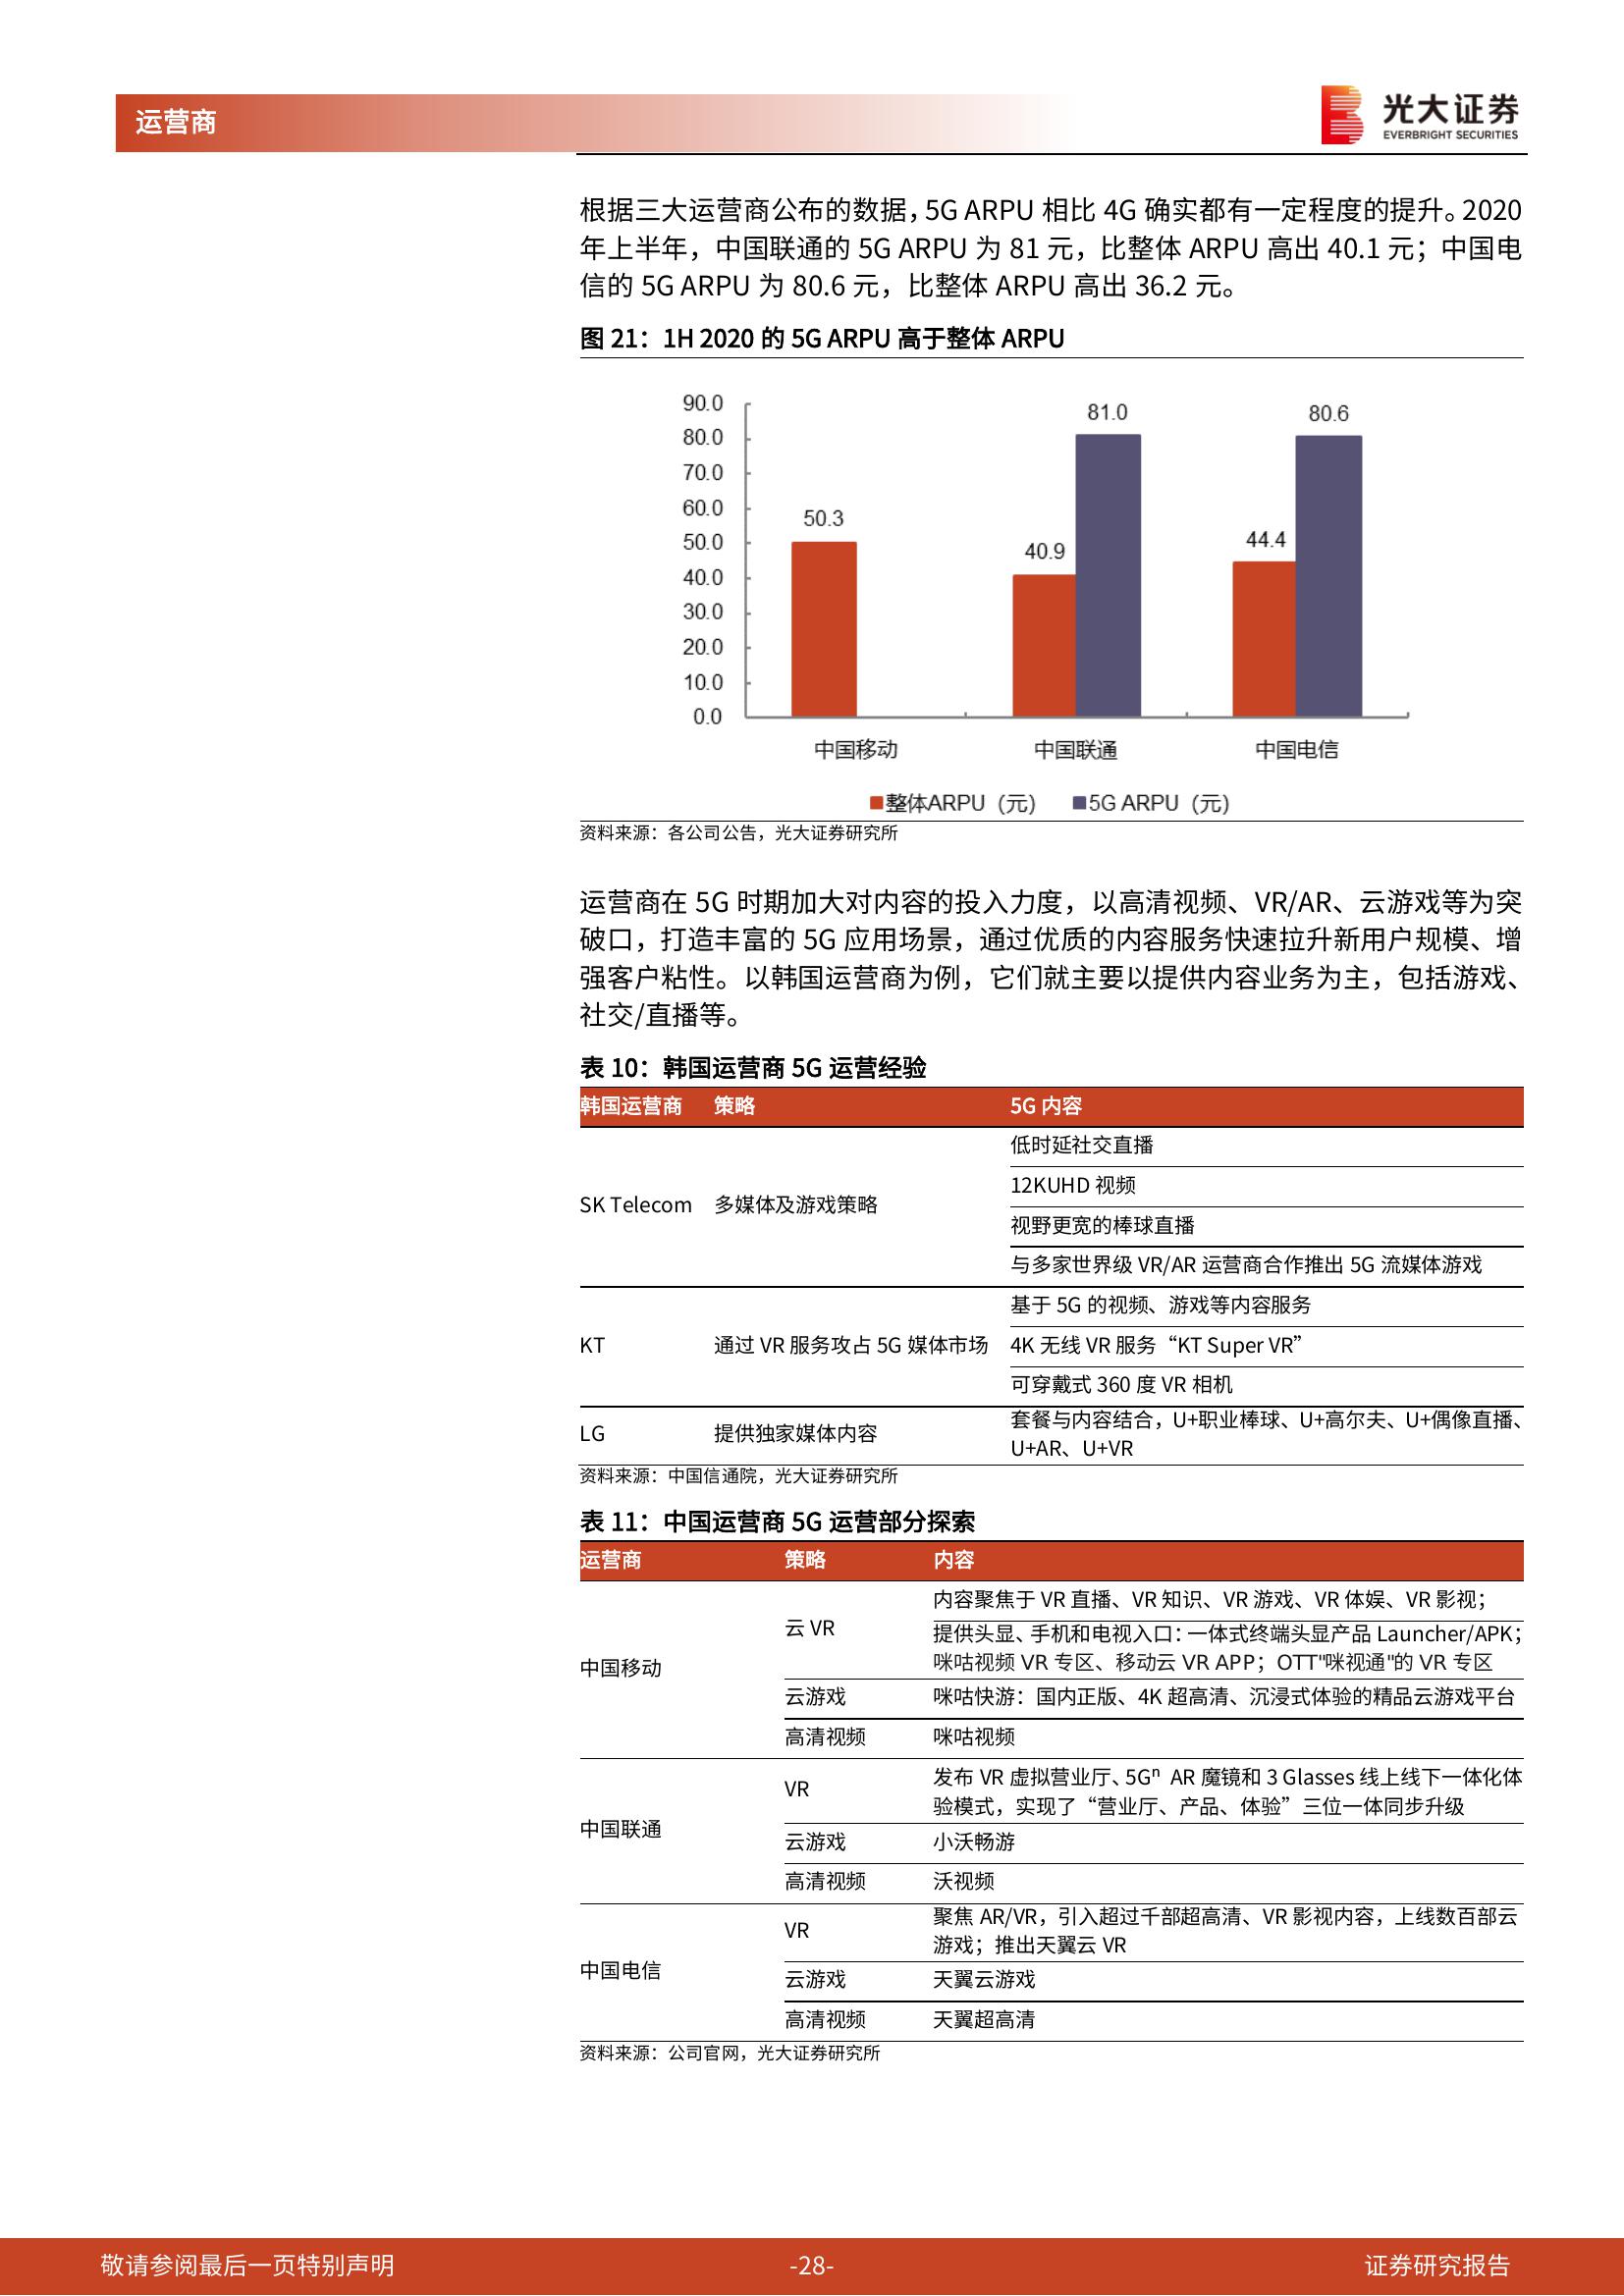 运营商
光大证券
EVERBRIGHT SECURITIES
根据三大运营商公布的数据，5G ARPU 相比 4G 确实都有一定程度的提升。2020
年上半年，中国联通的 5G ARPU 为 81 元，比整体 ARPU 高出 40.1 元；中国电
信的 5G ARPU 为 80.6 元，比整体 ARPU 高出 36.2 元。
图 21：1H 2020 的 5G ARPU 高于整体 ARPU
90.0
80.0
70.0
60.0
50.0
40.0
30.0
20.0
10.0
0.0
50.3
40.9
81.0
44.4
80.6
中国移动
中国联通
中国电信
整体ARPU（元）
5G ARPU（元）
资料来源：各公司公告，光大证券研究所
运营商在 5G 时期加大对内容的投入力度，以高清视频、VR/AR、云游戏等为突
破口，打造丰富的 5G 应用场景，通过优质的内容服务快速拉升新用户规模、增
强客户粘性。以韩国运营商为例，它们就主要以提供内容业务为主，包括游戏、
社交/直播等。
表 10：韩国运营商 5G 运营经验
韩国运营商 策略 5G 内容
低时延社交直播
12KUHD 视频
SK Telecom 多媒体及游戏策略
视野更宽的棒球直播
与多家世界级 VR/AR 运营商合作推出 5G 流媒体游戏
基于 5G 的视频、游戏等内容服务
KT 通过 VR 服务攻占 5G 媒体市场 4K 无线 VR 服务“KT Super VR”
可穿戴式 360 度 VR 相机
LG 提供独家媒体内容
套餐与内容结合，U+职业棒球、U+高尔夫、U+偶像直播、
U+AR、U+VR
资料来源：中国信通院，光大证券研究所
表 11：中国运营商 5G 运营部分探索
运营商 策略 内容
中国移动
云 VR
内容聚焦于 VR 直播、VR 知识、VR 游戏、VR 体娱、VR 影视；
提供头显、手机和电视入口：一体式终端头显产品 Launcher/APK；
咪咕视频 VR 专区、移动云 VR APP；OTT"咪视通"的 VR 专区
云游戏 咪咕快游：国内正版、4K 超高清、沉浸式体验的精品云游戏平台
高清视频 咪咕视频
中国联通
VR
发布 VR 虚拟营业厅、5Gⁿ AR 魔镜和 3 Glasses 线上线下一体化体
验模式，实现了“营业厅、产品、体验”三位一体同步升级
云游戏 小沃畅游
高清视频 沃视频
中国电信
VR
聚焦 AR/VR，引入超过千部超高清、VR 影视内容，上线数百部云
游戏；推出天翼云 VR
云游戏 天翼云游戏
高清视频 天翼超高清
资料来源：公司官网，光大证券研究所
敬请参阅最后一页特别声明 -28- 证券研究报告